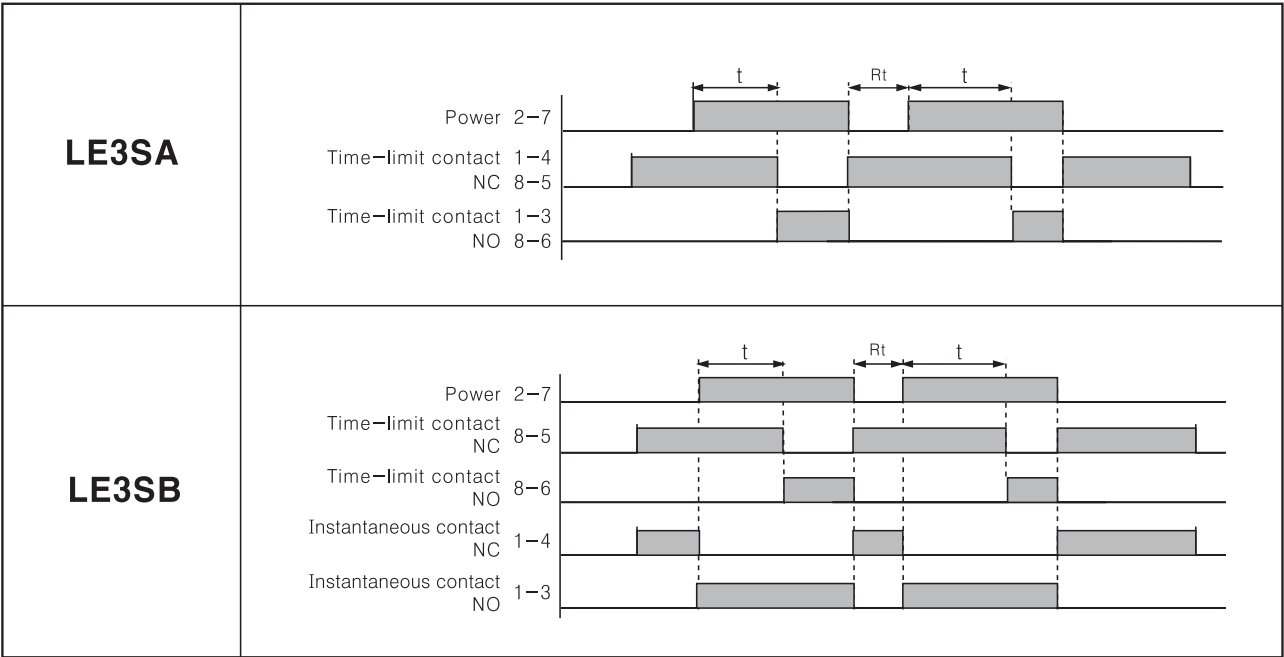 LE3SA
t Rt t
Power 2-7
Time-limit contact 1-4
NC 8-5
Time-limit contact 1-3
NO 8-6
LE3SB
t Rt t
Power 2-7
Time-limit contact
NC 8-5
Time-limit contact
NO 8-6
Instantaneous contact
NC 1-4
Instantaneous contact
NO 1-3